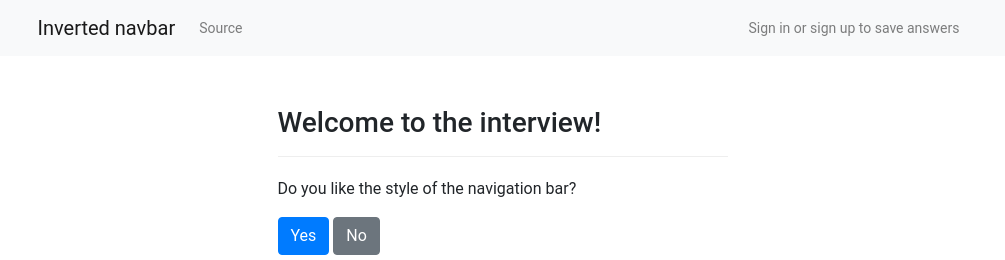 Inverted navbar Source Sign in or sign up to save answers
Welcome to the interview!
Do you like the style of the navigation bar?
Yes No